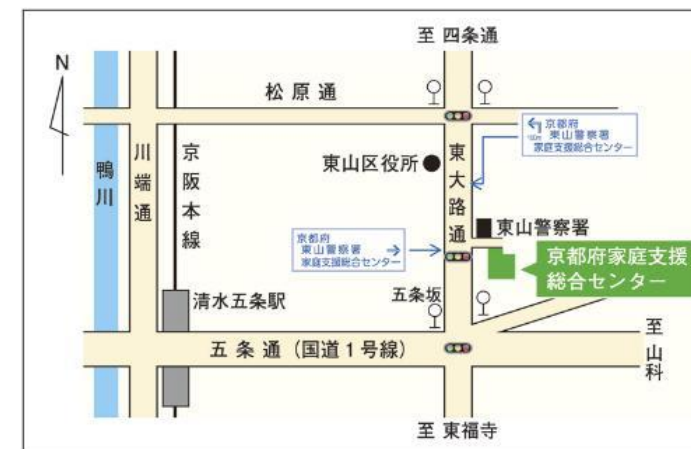 至 四条通
N
松原通
京都府
東山警察署
家庭支援総合センター
鴨川
川端通
京阪本線
東山区役所
東大路通
東山警察署
京都府
東山警察署
家庭支援総合センター
京都府家庭支援
総合センター
清水五条駅
五条坂
五条通（国道1号線）
至 山科
至 東福寺